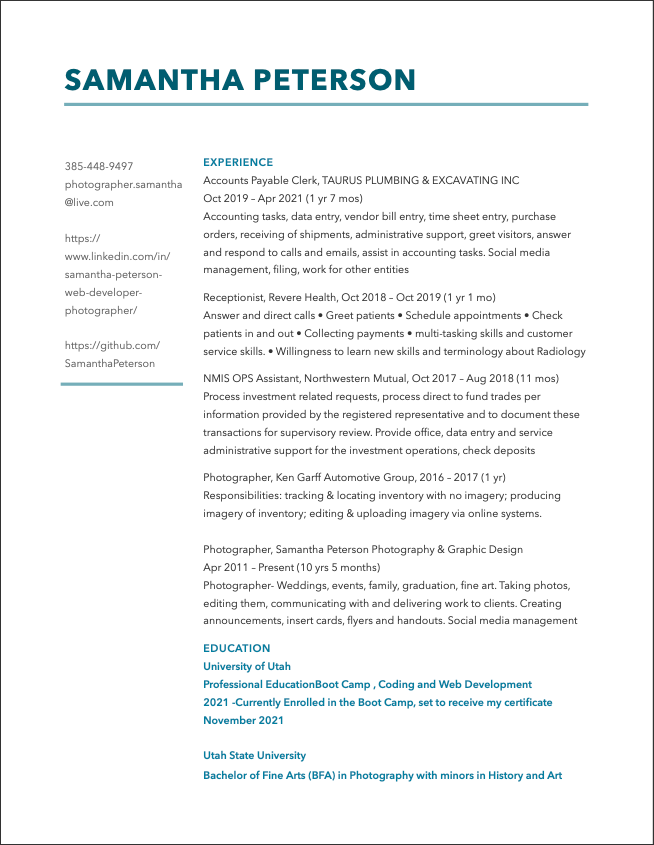 SAMANTHA PETERSON
385-448-9497
photographer.samantha
@live.com
https://
www.linkedin.com/in/
samantha-peterson-
web-developer-
photographer/
https://github.com/
SamanthaPeterson
EXPERIENCE
Accounts Payable Clerk, TAURUS PLUMBING & EXCAVATING INC
Oct 2019 – Apr 2021 (1 yr 7 mos)
Accounting tasks, data entry, vendor bill entry, time sheet entry, purchase
orders, receiving of shipments, administrative support, greet visitors, answer
and respond to calls and emails, assist in accounting tasks. Social media
management, filing, work for other entities
Receptionist, Revere Health, Oct 2018 – Oct 2019 (1 yr 1 mo)
Answer and direct calls • Greet patients • Schedule appointments • Check
patients in and out • Collecting payments • multi-tasking skills and customer
service skills. • Willingness to learn new skills and terminology about Radiology
NMIS OPS Assistant, Northwestern Mutual, Oct 2017 – Aug 2018 (11 mos)
Process investment related requests, process direct to fund trades per
information provided by the registered representative and to document these
transactions for supervisory review. Provide office, data entry and service
administrative support for the investment operations, check deposits
Photographer, Ken Garff Automotive Group, 2016 – 2017 (1 yr)
Responsibilities: tracking & locating inventory with no imagery; producing
imagery of inventory; editing & uploading imagery via online systems.
Photographer, Samantha Peterson Photography & Graphic Design
Apr 2011 – Present (10 yrs 5 months)
Photographer- Weddings, events, family, graduation, fine art. Taking photos,
editing them, communicating with and delivering work to clients. Creating
announcements, insert cards, flyers and handouts. Social media management
EDUCATION
University of Utah
Professional EducationBoot Camp , Coding and Web Development
2021 -Currently Enrolled in the Boot Camp, set to receive my certificate
November 2021
Utah State University
Bachelor of Fine Arts (BFA) in Photography with minors in History and Art